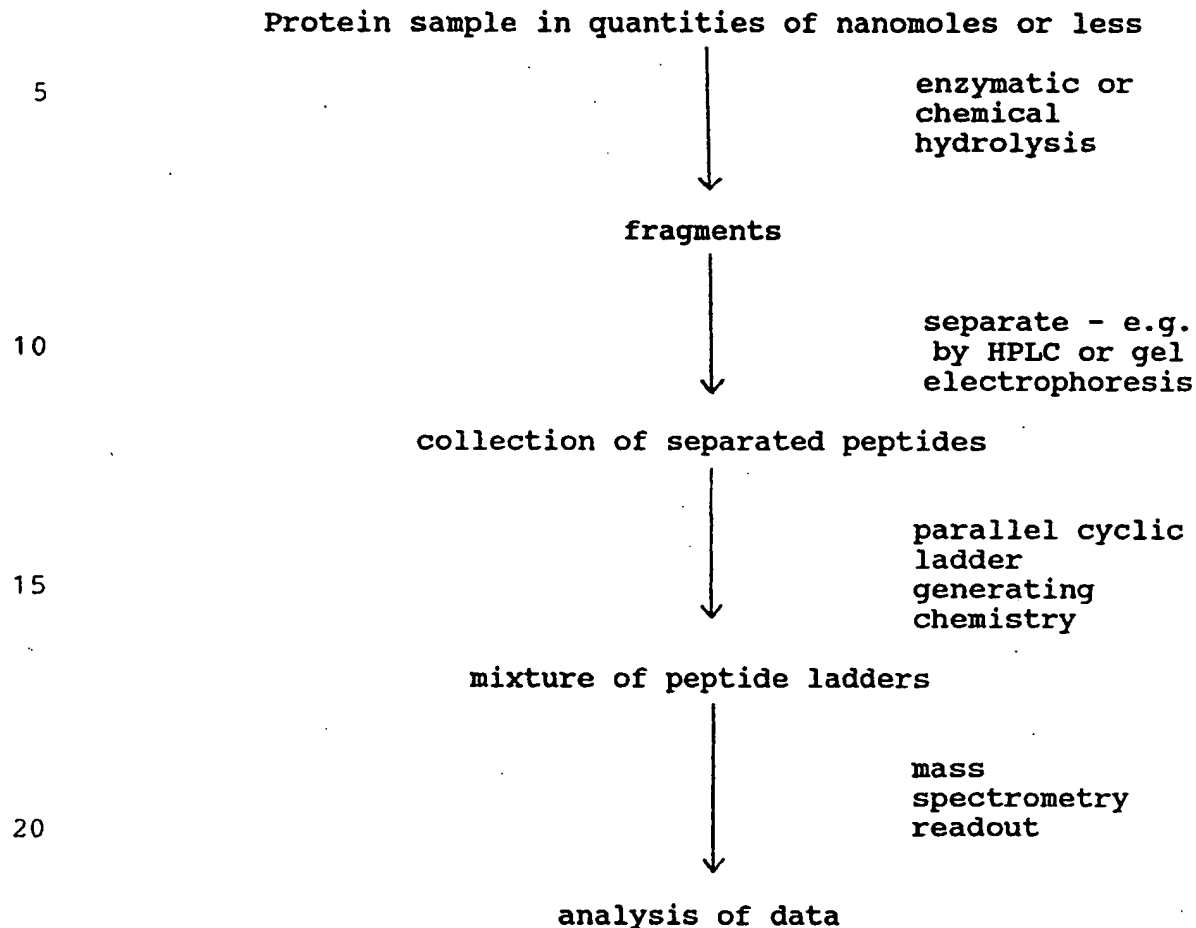 Protein sample in quantities of nanomoles or less
5
enzymatic or
chemical
hydrolysis
fragments
separate - e.g.
10
by HPLC or gel
electrophoresis
collection of separated peptides
parallel cyclic
ladder
15
generating
chemistry
mixture of peptide ladders
mass
spectrometry
20
readout
analysis of data